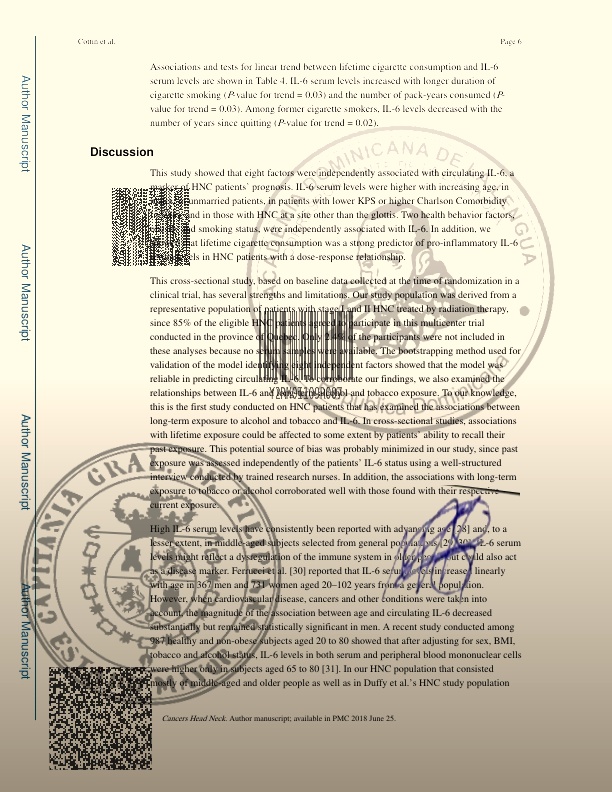 Cottin et al.
Page 6
Associations and tests for linear trend between lifetime cigarette consumption and IL-6
serum levels are shown in Table 4. IL-6 serum levels increased with longer duration of
cigarette smoking (P-value for trend = 0.03) and the number of pack-years consumed (P-
value for trend = 0.03). Among former cigarette smokers, IL-6 levels decreased with the
number of years since quitting (P-value for trend = 0.02).
Discussion
This study showed that eight factors were independently associated with circulating IL-6, a
of HNC patients' prognosis. IL-6 serum levels were higher with increasing age, in
unmarried patients, in patients with lower KPS or higher Charlson Comorbidity
and in those with HNC at a site other than the glottis. Two health behavior factors,
smoking status, were independently associated with IL-6. In addition, we
that lifetime cigarette consumption was a strong predictor of pro-inflammatory IL-6
in HNC patients with a dose-response relationship.
This cross-sectional study, based on baseline data collected at the time of randomization in a
clinical trial, has several strengths and limitations. Our study population was derived from a
representative population of patients with stage I and II HNC treated by radiation therapy,
since 85% of the eligible HNC patients agreed to participate in this multicenter trial
conducted in the province of Quebec. Only of the participants were not included in
these analyses because no serum samples were available. The bootstrapping method used for
validation of the model identifying eight independent factors showed that the model was
reliable in predicting circulating IL-6. To corroborate our findings, we also examined the
relationships between IL-6 and and tobacco exposure. To our knowledge,
this is the first study conducted on HNC patients that has examined the associations between
long-term exposure to alcohol and tobacco and IL-6. In cross-sectional studies, associations
with lifetime exposure could be affected to some extent by patients' ability to recall their
past exposure. This potential source of bias was probably minimized in our study, since past
exposure was assessed independently of the patients' IL-6 status using a well-structured
interview conducted by trained research nurses. In addition, the associations with long-term
exposure to tobacco or alcohol corroborated well with those found with their respective
current exposure.
High IL-6 serum levels have consistently been reported with advancing age [28] and, to a
lesser extent, in middle-aged subjects selected from general IL-6 serum
levels might reflect a dysregulation of the immune system in older but could also act
as a disease marker. Ferrucci et al. [30] reported that IL-6 serum levels increased linearly
with age in 367 men and 731 women aged 20–102 years from a general population.
However, when cardiovascular disease, cancers and other conditions were taken into
account, the magnitude of the association between age and circulating IL-6 decreased
substantially but remained statistically significant in men. A recent study conducted among
987 healthy and non-obese subjects aged 20 to 80 showed that after adjusting for sex, BMI,
tobacco and alcohol status, IL-6 levels in both serum and peripheral blood mononuclear cells
were higher only in subjects aged 65 to 80 [31]. In our HNC population that consisted
mostly of middle-aged and older people as well as in Duffy et al.'s HNC study population
Cancers Head Neck. Author manuscript; available in PMC 2018 June 25.
Author Manuscript
Author Manuscript
Author Manuscript
Author Manuscript
DOMINICANA DE LENGUA
República Dominicana
CAPITANIA GRAL.